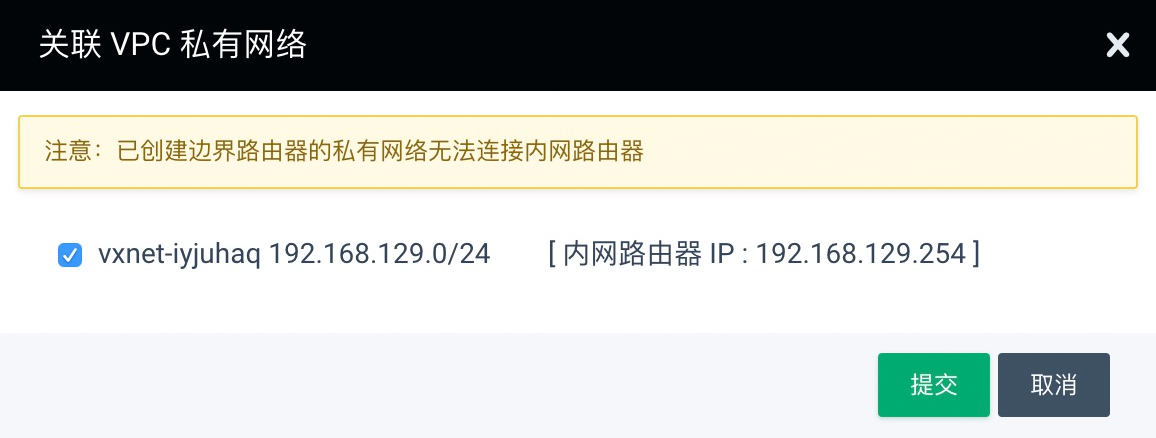 关联 VPC 私有网络
注意：已创建边界路由器的私有网络无法连接内网路由器
vxnet-iyjuhaq 192.168.129.0/24 [ 内网路由器 IP : 192.168.129.254 ]
提交 取消